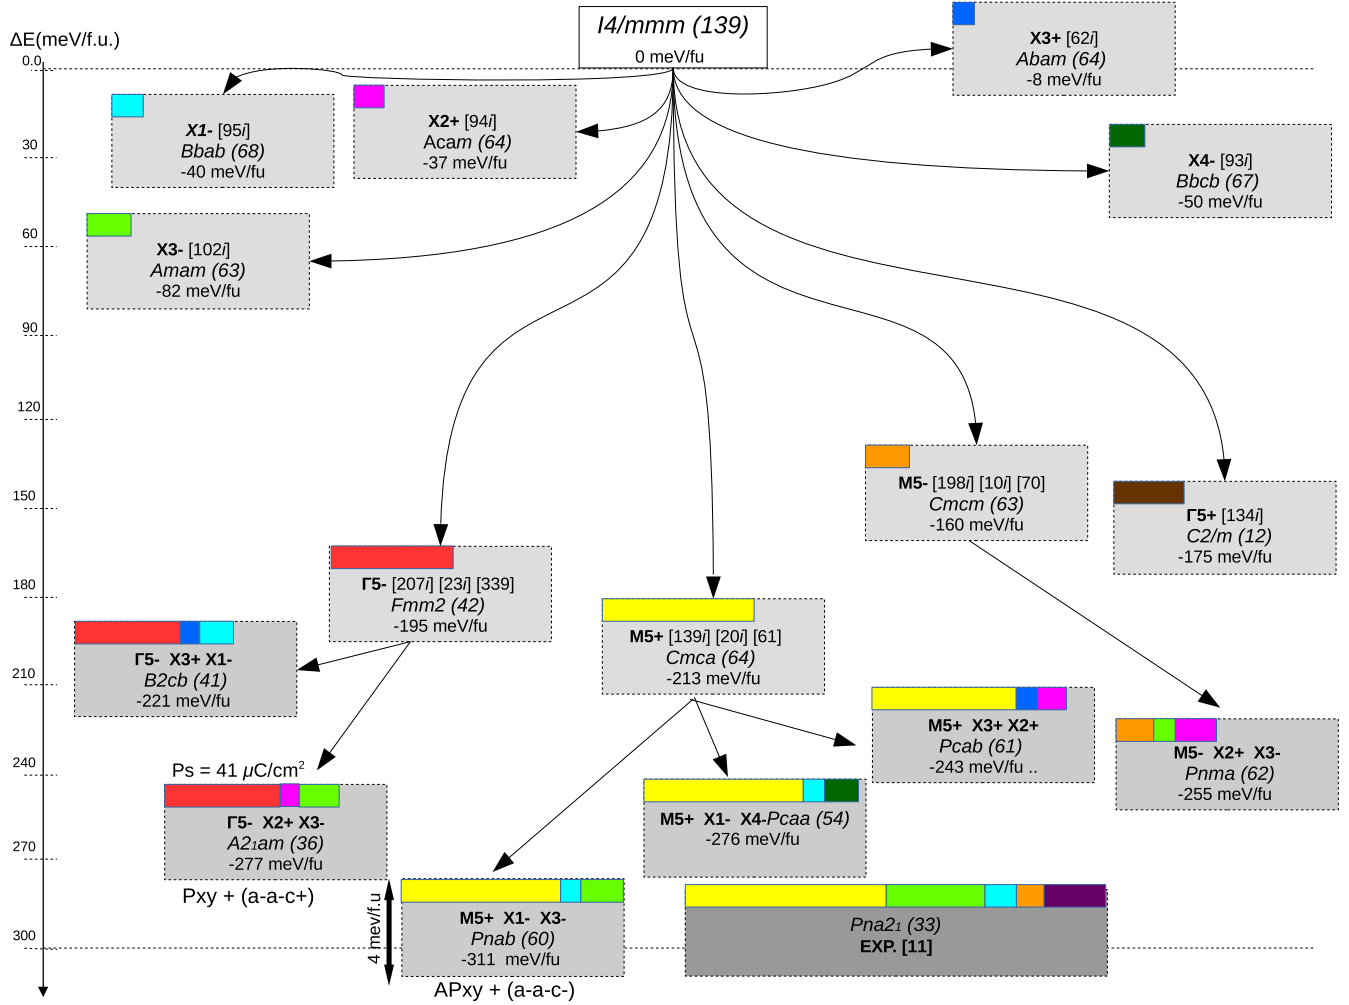 I4/mmm (139)
0 meV/fu
ΔE(meV/f.u.)
0.0
30
60
90
120
150
180
210
240
270
300
X3+ [62i]
Abam (64)
-8 meV/fu
X1- [95i]
Bbab (68)
-40 meV/fu
X2+ [94i]
Acam (64)
-37 meV/fu
X4- [93i]
Bbcb (67)
-50 meV/fu
X3- [102i]
Amam (63)
-82 meV/fu
M5- [198i] [10i] [70]
Cmcm (63)
-160 meV/fu
Γ5+ [134i]
C2/m (12)
-175 meV/fu
Γ5- [207i] [23i] [339]
Fmm2 (42)
-195 meV/fu
M5+ [139i] [20i] [61]
Cmca (64)
-213 meV/fu
Γ5- X3+ X1-
B2cb (41)
-221 meV/fu
M5+ X3+ X2+
Pcab (61)
-243 meV/fu ..
M5- X2+ X3-
Pnma (62)
-255 meV/fu
Ps = 41 μC/cm²
Γ5- X2+ X3-
A2₁am (36)
-277 meV/fu
Pxy + (a-a-c+)
M5+ X1- X4-Pcaa (54)
-276 meV/fu
4 mev/f.u
M5+ X1- X3-
Pnab (60)
-311 meV/fu
APxy + (a-a-c-)
Pna2₁ (33)
EXP. [11]